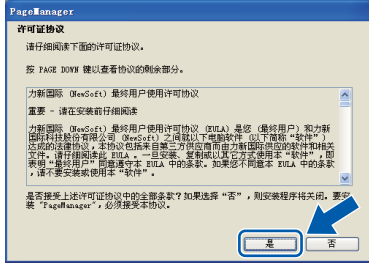 PageManager
许可证协议
请仔细阅读下面的许可证协议。
按 PAGE DOWN 键以查看协议的剩余部分。
力新国际 (NewSoft) 最终用户使用许可协议
重要 - 请在安装前仔细阅读
力新国际 (NewSoft) 最终用户使用许可协议 (EULA) 是您 (最终用户) 和力新
国际科技股份有限公司 (NewSoft) 之间就以下电脑软件 (以下简称 “软件” )
达成的法律协议，本协议包括来自第三方供应商而由力新国际供应的软件和相关
文件。请仔细阅读此 EULA 。一旦安装、复制或以其它方式使用本 “软件” ，即
表明 “最终用户” 同意遵守本 EULA 中的条款。如果您不同意本 EULA 中的条款
，请不要安装或使用本 “软件” 。
是否接受上述许可证协议中的全部条款？如果选择 “否” ，则安装程序将关闭。要安
装 “PageManager”，必须接受本协议。
是
否